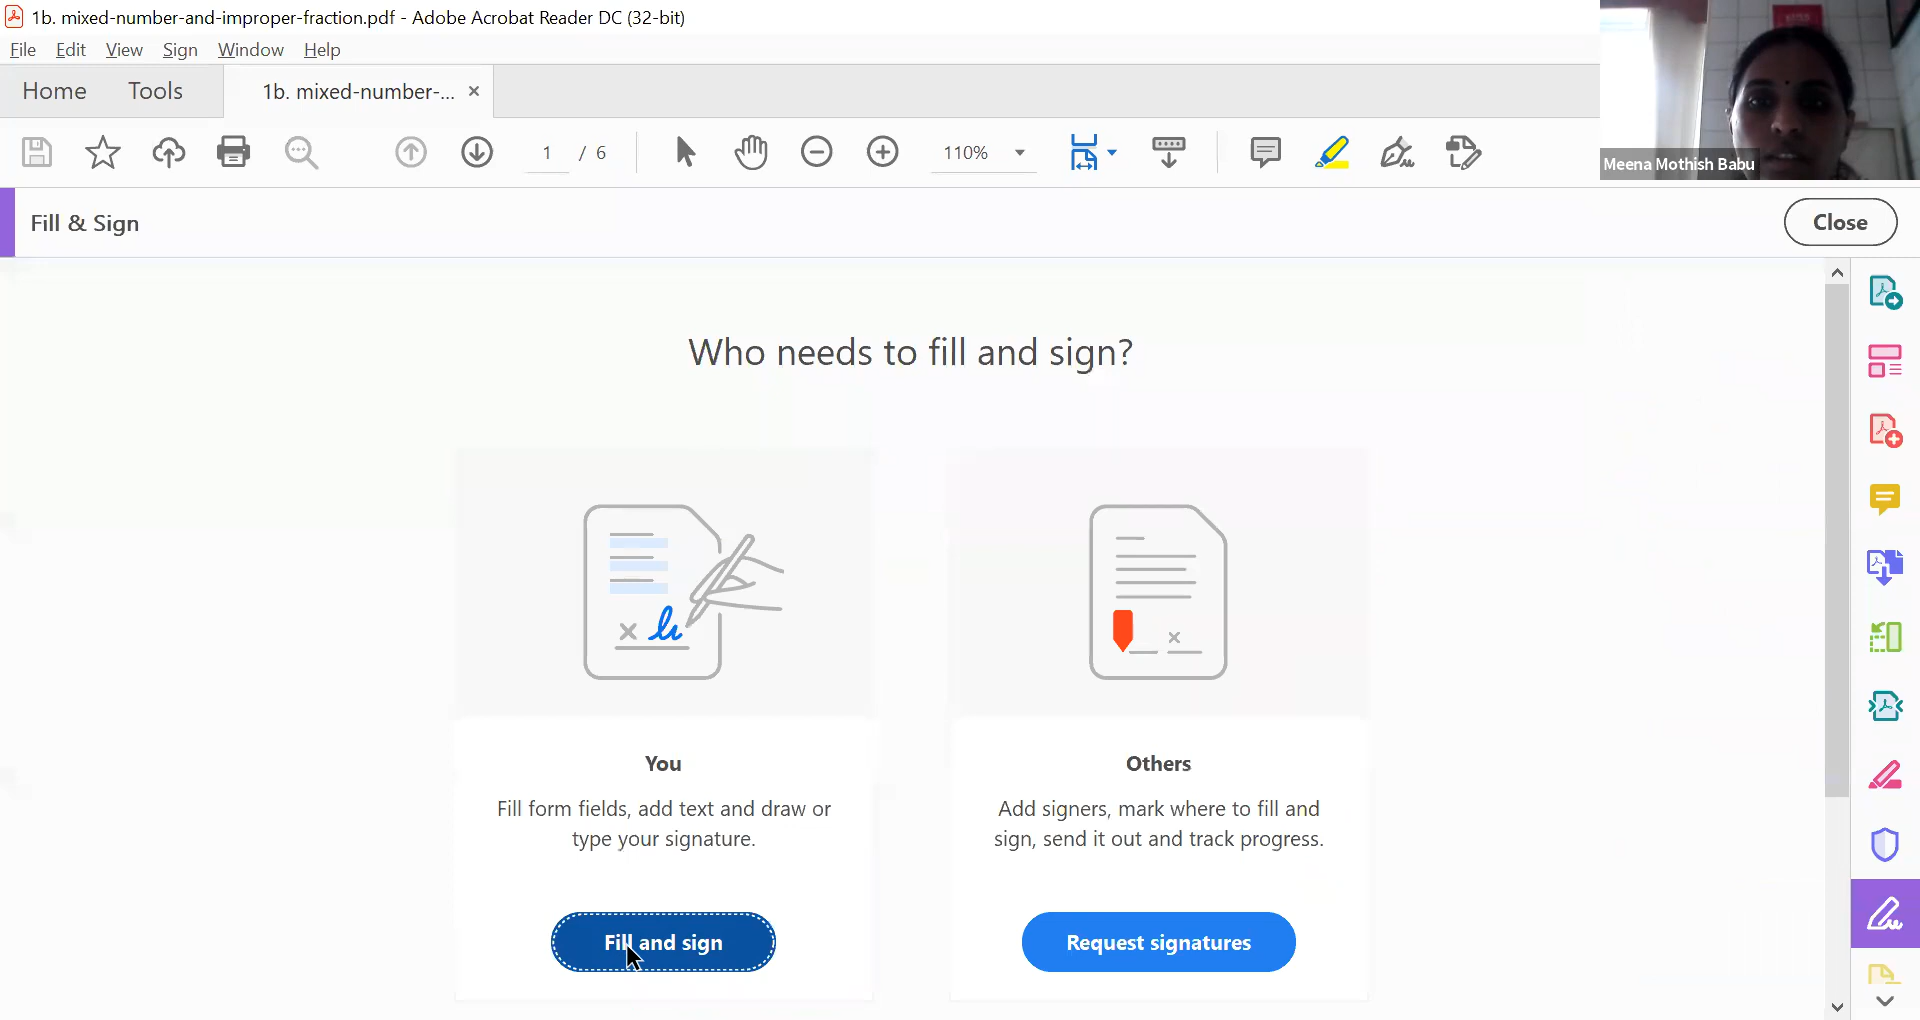 1b. mixed-number-and-improper-fraction.pdf - Adobe Acrobat Reader DC (32-bit)
File Edit View Sign Window Help
Home Tools 1b. mixed-number-... ×
1 / 6 110%
Meena Mothish Babu
Fill & Sign Close
Who needs to fill and sign?
You
Fill form fields, add text and draw or
type your signature.
Fill and sign
Others
Add signers, mark where to fill and
sign, send it out and track progress.
Request signatures